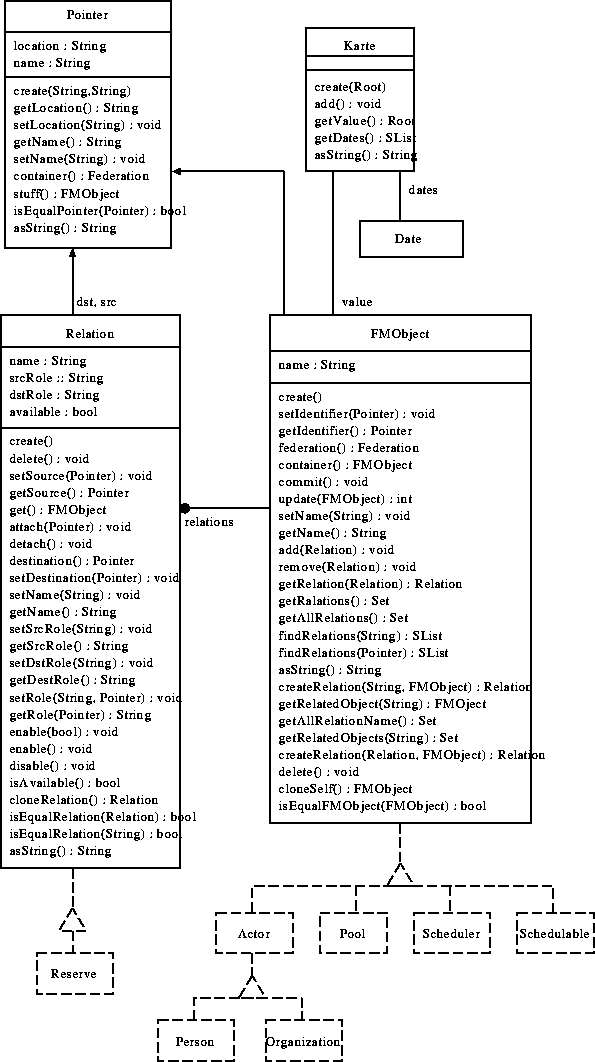 Pointer
location : String
name : String
create(String,String)
getLocation() : String
setLocation(String) : void
getName() : String
setName(String) : void
container() : Federation
stuff() : FMObject
isEqualPointer(Pointer) : bool
asString() : String
Karte
create(Root)
add() : void
getValue() : Root
getDates() : SList
asString() : String
dates
Date
dst, src
value
Relation
name : String
srcRole :: String
dstRole : String
available : bool
create()
delete() : void
setSource(Pointer) : void
getSource() : Pointer
get() : FMObject
attach(Pointer) : void
detach() : void
destination() : Pointer
setDestination(Pointer) : void
setName(String) : void
getName() : String
setSrcRole(String) : void
getSrcRole() : String
setDstRole(String) : void
getDestRole() : String
setRole(String, Pointer) : void
getRole(Pointer) : String
enable(bool) : void
enable() : void
disable() : void
isAvailable() : bool
cloneRelation() : Relation
isEqualRelation(Relation) : bool
isEqualRelation(String) : bool
asString() : String
relations
FMObject
name : String
create()
setIdentifier(Pointer) : void
getIdentifier() : Pointer
federation() : Federation
container() : FMObject
commit() : void
update(FMObject) : int
setName(String) : void
getName() : String
add(Relation) : void
remove(Relation) : void
getRelation(Relation) : Relation
getRalations() : Set
getAllRelations() : Set
findRelations(String) : SList
findRelations(Pointer) : SList
asString() : String
createRelation(String, FMObject) : Relation
getRelatedObject(String) : FMOject
getAllRelationName() : Set
getRelatedObjects(String) : Set
createRelation(Relation, FMObject) : Relation
delete() : void
cloneSelf() : FMObject
isEqualFMObject(FMObject) : bool
Reserve
Actor
Pool
Scheduler
Schedulable
Person
Organization